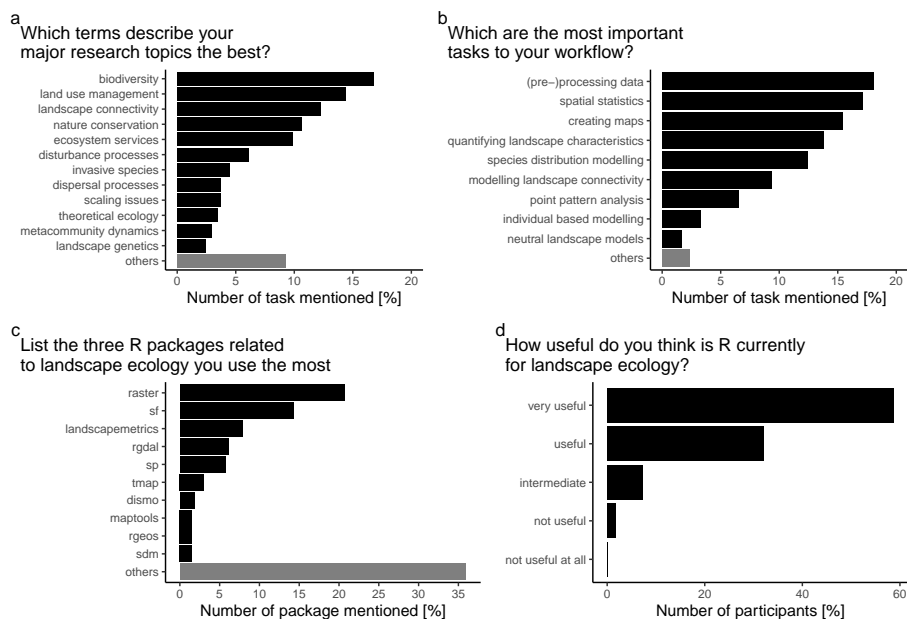 a
Which terms describe your
major research topics the best?
biodiversity
land use management
landscape connectivity
nature conservation
ecosystem services
disturbance processes
invasive species
dispersal processes
scaling issues
theoretical ecology
metacommunity dynamics
landscape genetics
others
0 5 10 15 20
Number of task mentioned [%]
b
Which are the most important
tasks to your workflow?
(pre−)processing data
spatial statistics
creating maps
quantifying landscape characteristics
species distribution modelling
modelling landscape connectivity
point pattern analysis
individual based modelling
neutral landscape models
others
0 5 10 15 20
Number of task mentioned [%]
c
List the three R packages related
to landscape ecology you use the most
raster
sf
landscapemetrics
rgdal
sp
tmap
dismo
maptools
rgeos
sdm
others
0 5 10 15 20 25 30 35
Number of package mentioned [%]
d
How useful do you think is R currently
for landscape ecology?
very useful
useful
intermediate
not useful
not useful at all
0 20 40 60
Number of participants [%]